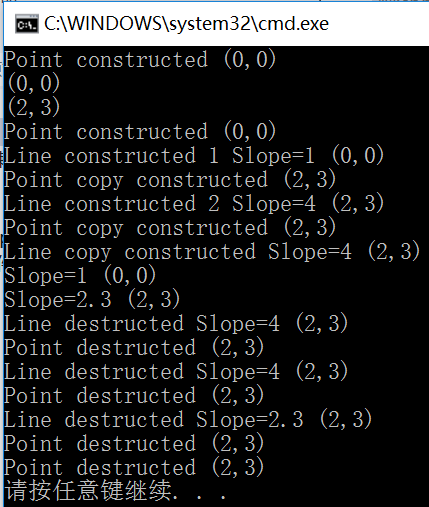 C:\WINDOWS\system32\cmd.exe
Point constructed (0,0)
(0,0)
(2,3)
Point constructed (0,0)
Line constructed 1 Slope=1 (0,0)
Point copy constructed (2,3)
Line constructed 2 Slope=4 (2,3)
Point copy constructed (2,3)
Line copy constructed Slope=4 (2,3)
Slope=1 (0,0)
Slope=2.3 (2,3)
Line destructed Slope=4 (2,3)
Point destructed (2,3)
Line destructed Slope=4 (2,3)
Point destructed (2,3)
Line destructed Slope=2.3 (2,3)
Point destructed (2,3)
Point destructed (2,3)
请按任意键继续. . .